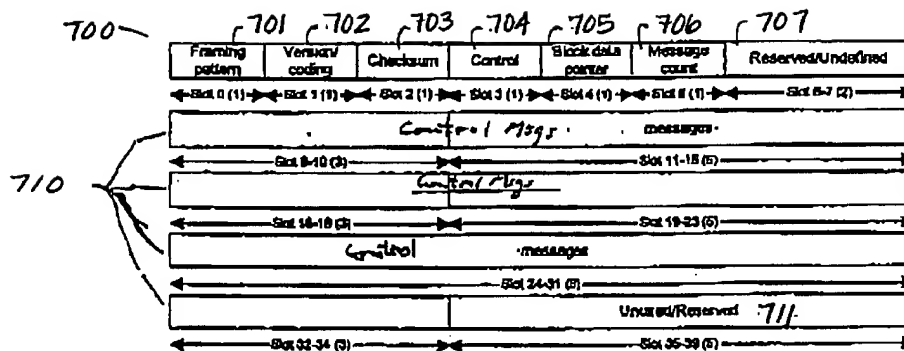 700 701 702 703 704 705 706 707
Framing pattern Version/ coding Checksum Control Block data pointer Message count Reserved/Undefined
Slot 0 (1) Slot 1 (1) Slot 2 (1) Slot 3 (1) Slot 4 (1) Slot 5 (1) Slot 6-7 (2)
Control Msgs messages
Slot 8-10 (3) Slot 11-15 (5)
710 Control Msgs
Slot 16-18 (3) Slot 19-23 (5)
Control messages
Slot 24-31 (8)
Unused/Reserved 711
Slot 32-34 (3) Slot 35-39 (5)